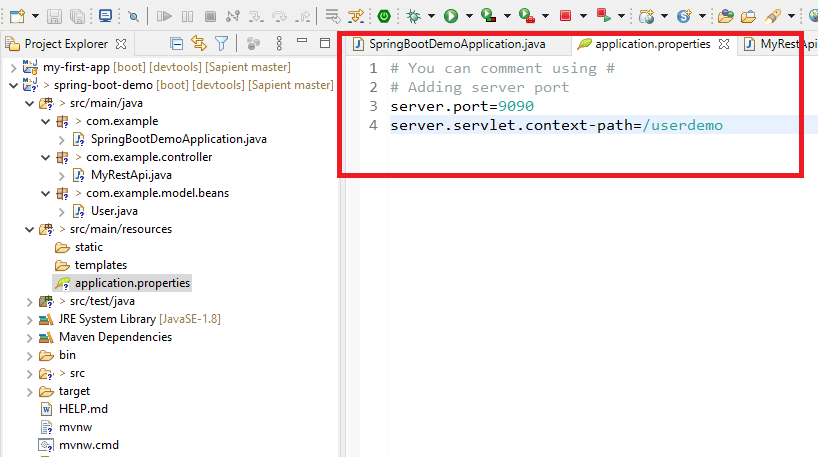 Project Explorer
my-first-app [boot] [devtools] [Sapient master]
> spring-boot-demo [boot] [devtools] [Sapient master]
> src/main/java
> com.example
> SpringBootDemoApplication.java
> com.example.controller
> MyRestApi.java
> com.example.model.beans
> User.java
> src/main/resources
static
templates
application.properties
> src/test/java
JRE System Library [JavaSE-1.8]
Maven Dependencies
bin
> src
target
HELP.md
mvnw
mvnw.cmd
SpringBootDemoApplication.java application.properties MyRestApi
1 # You can comment using #
2 # Adding server port
3 server.port=9090
4 server.servlet.context-path=/userdemo